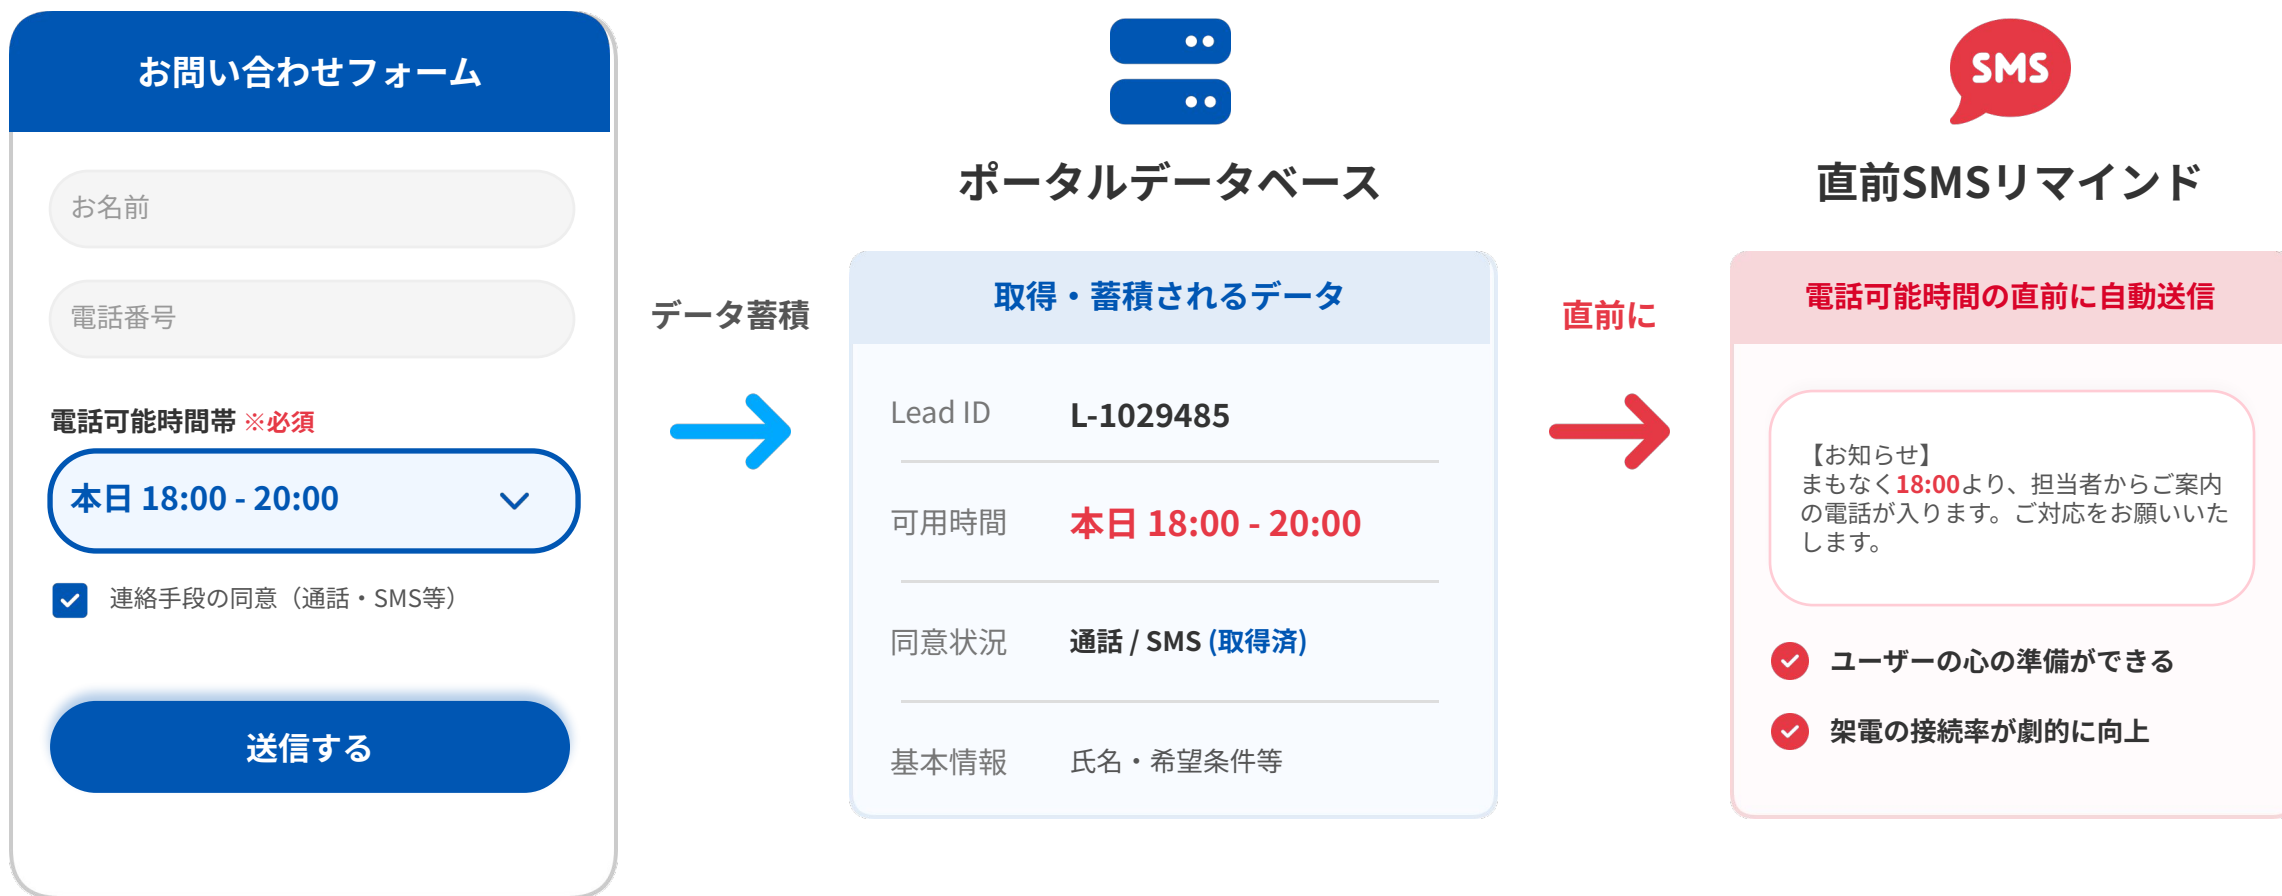 お問い合わせフォーム
お名前
電話番号
電話可能時間帯 ※必須
本日 18:00 - 20:00
連絡手段の同意（通話・SMS等）
送信する
データ蓄積
ポータルデータベース
取得・蓄積されるデータ
Lead ID L-1029485
可用時間 本日 18:00 - 20:00
同意状況 通話 / SMS (取得済)
基本情報 氏名・希望条件等
直前に
SMS
直前SMSリマインド
電話可能時間の直前に自動送信
【お知らせ】
まもなく18:00より、担当者からご案内
の電話が入ります。ご対応をお願いいた
します。
ユーザーの心の準備ができる
架電の接続率が劇的に向上